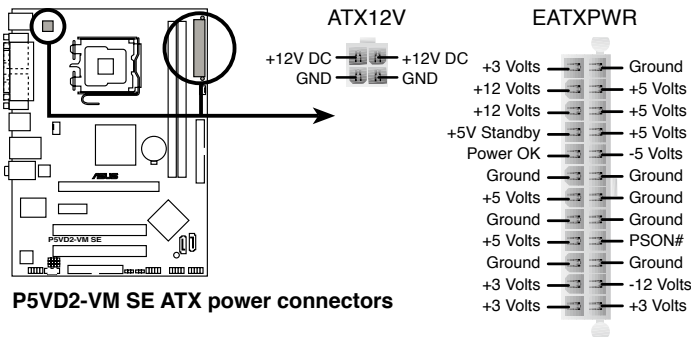 ATX12V
+12V DC +12V DC
GND GND
EATXPWR
+3 Volts Ground
+12 Volts +5 Volts
+12 Volts +5 Volts
+5V Standby +5 Volts
Power OK -5 Volts
Ground Ground
+5 Volts Ground
Ground Ground
+5 Volts PSON#
Ground Ground
+3 Volts -12 Volts
+3 Volts +3 Volts
ASUS
P5VD2-VM SE
P5VD2-VM SE ATX power connectors